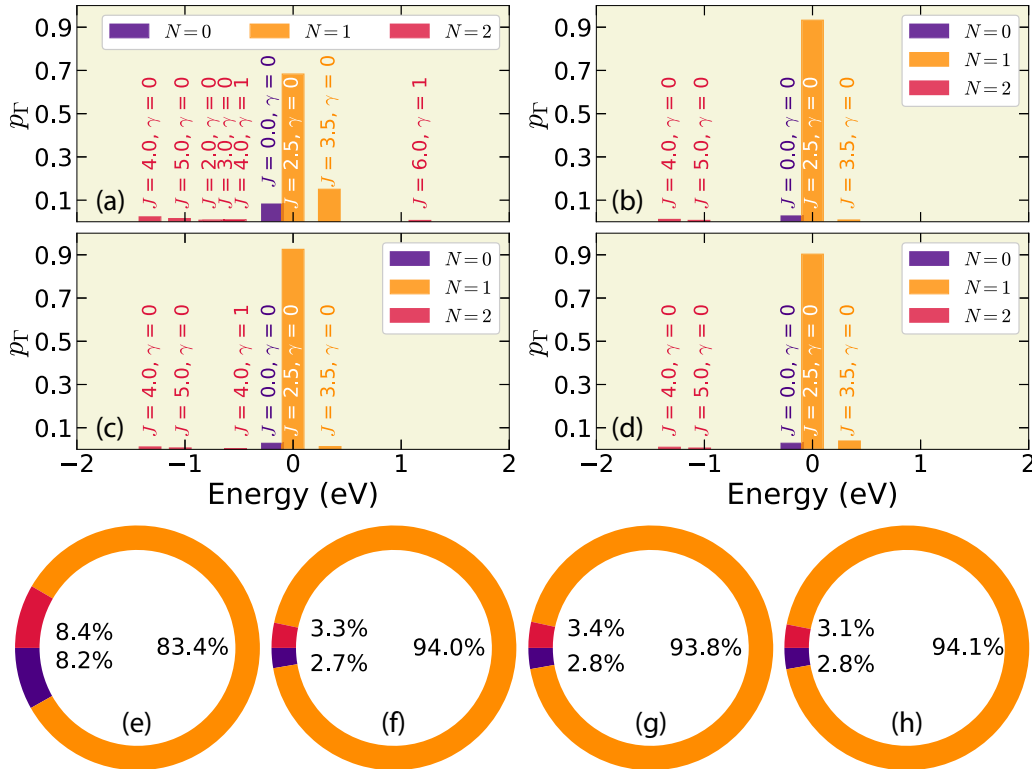 0.9
0.7
0.5
0.3
0.1
p_T
N = 0
N = 1
N = 2
J = 4.0, γ = 0
J = 5.0, γ = 0
J = 2.0, γ = 0
J = 3.0, γ = 0
J = 4.0, γ = 1
J = 0.0, γ = 0
J = 2.5, γ = 0
J = 3.5, γ = 0
J = 6.0, γ = 1
(a)
0.9
0.7
0.5
0.3
0.1
p_T
N = 0
N = 1
N = 2
J = 4.0, γ = 0
J = 5.0, γ = 0
J = 0.0, γ = 0
J = 2.5, γ = 0
J = 3.5, γ = 0
(b)
0.9
0.7
0.5
0.3
0.1
p_T
N = 0
N = 1
N = 2
J = 4.0, γ = 0
J = 5.0, γ = 0
J = 4.0, γ = 1
J = 0.0, γ = 0
J = 2.5, γ = 0
J = 3.5, γ = 0
(c)
−2
−1
0
1
2
Energy (eV)
0.9
0.7
0.5
0.3
0.1
p_T
N = 0
N = 1
N = 2
J = 4.0, γ = 0
J = 5.0, γ = 0
J = 0.0, γ = 0
J = 2.5, γ = 0
J = 3.5, γ = 0
(d)
−2
−1
0
1
2
Energy (eV)
8.4%
8.2%
83.4%
(e)
3.3%
2.7%
94.0%
(f)
3.4%
2.8%
93.8%
(g)
3.1%
2.8%
94.1%
(h)